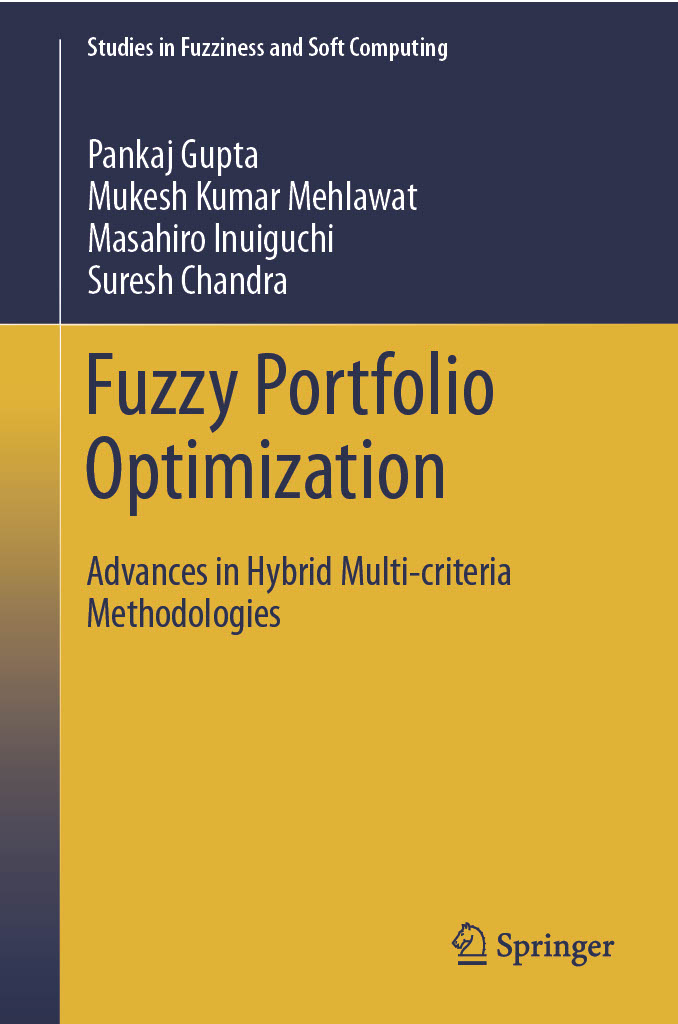 Studies in Fuzziness and Soft Computing
Pankaj Gupta
Mukesh Kumar Mehlawat
Masahiro Inuiguchi
Suresh Chandra
Fuzzy Portfolio
Optimization
Advances in Hybrid Multi-criteria
Methodologies
Springer